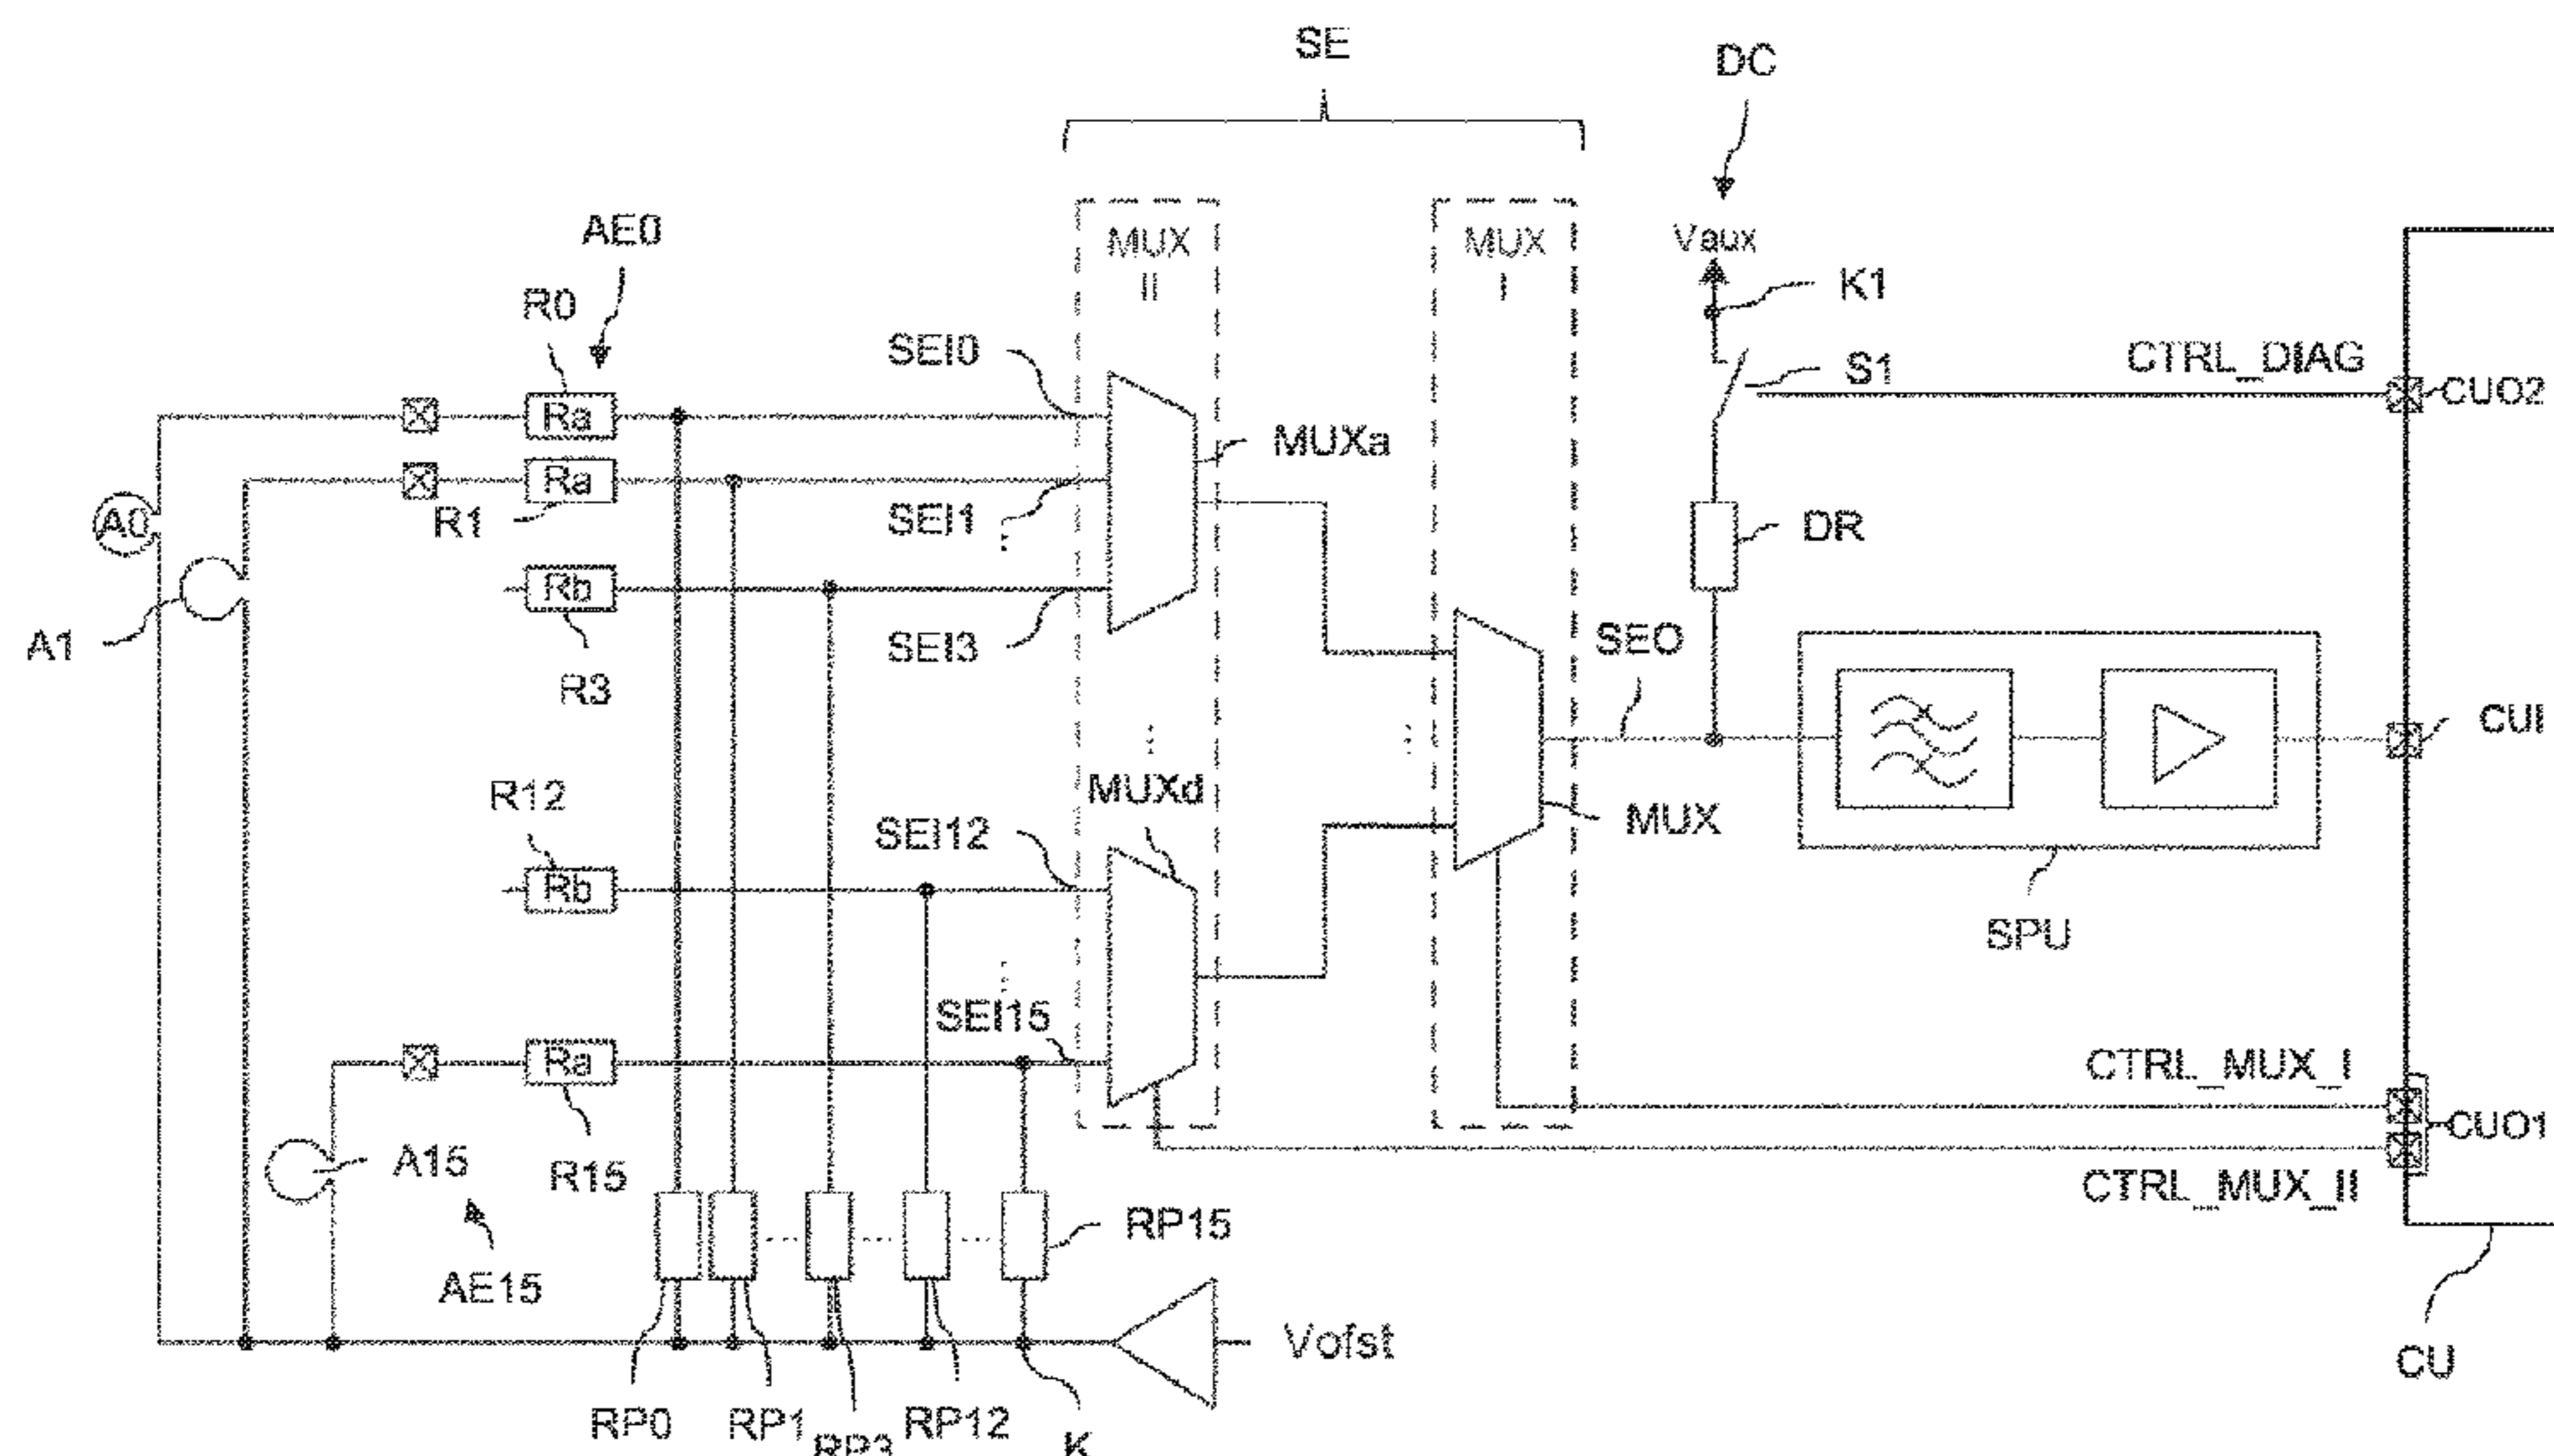 SE
DC
AE0
MUX
II
MUX
I
Vaux
K1
R0
SEI0
CTRL_DIAG
S1
CUO2
Ra
MUXa
A0
Ra
R1
SEI1
DR
Rb
A1
SEI3
SEO
R3
CUI
MUXd
R12
SEI12
MUX
Rb
SPU
SEI15
Ra
CTRL_MUX_I
CUO1
A15
R15
CTRL_MUX_II
RP15
AE15
Vofst
CU
RP0
RP1
RP3
RP12
K